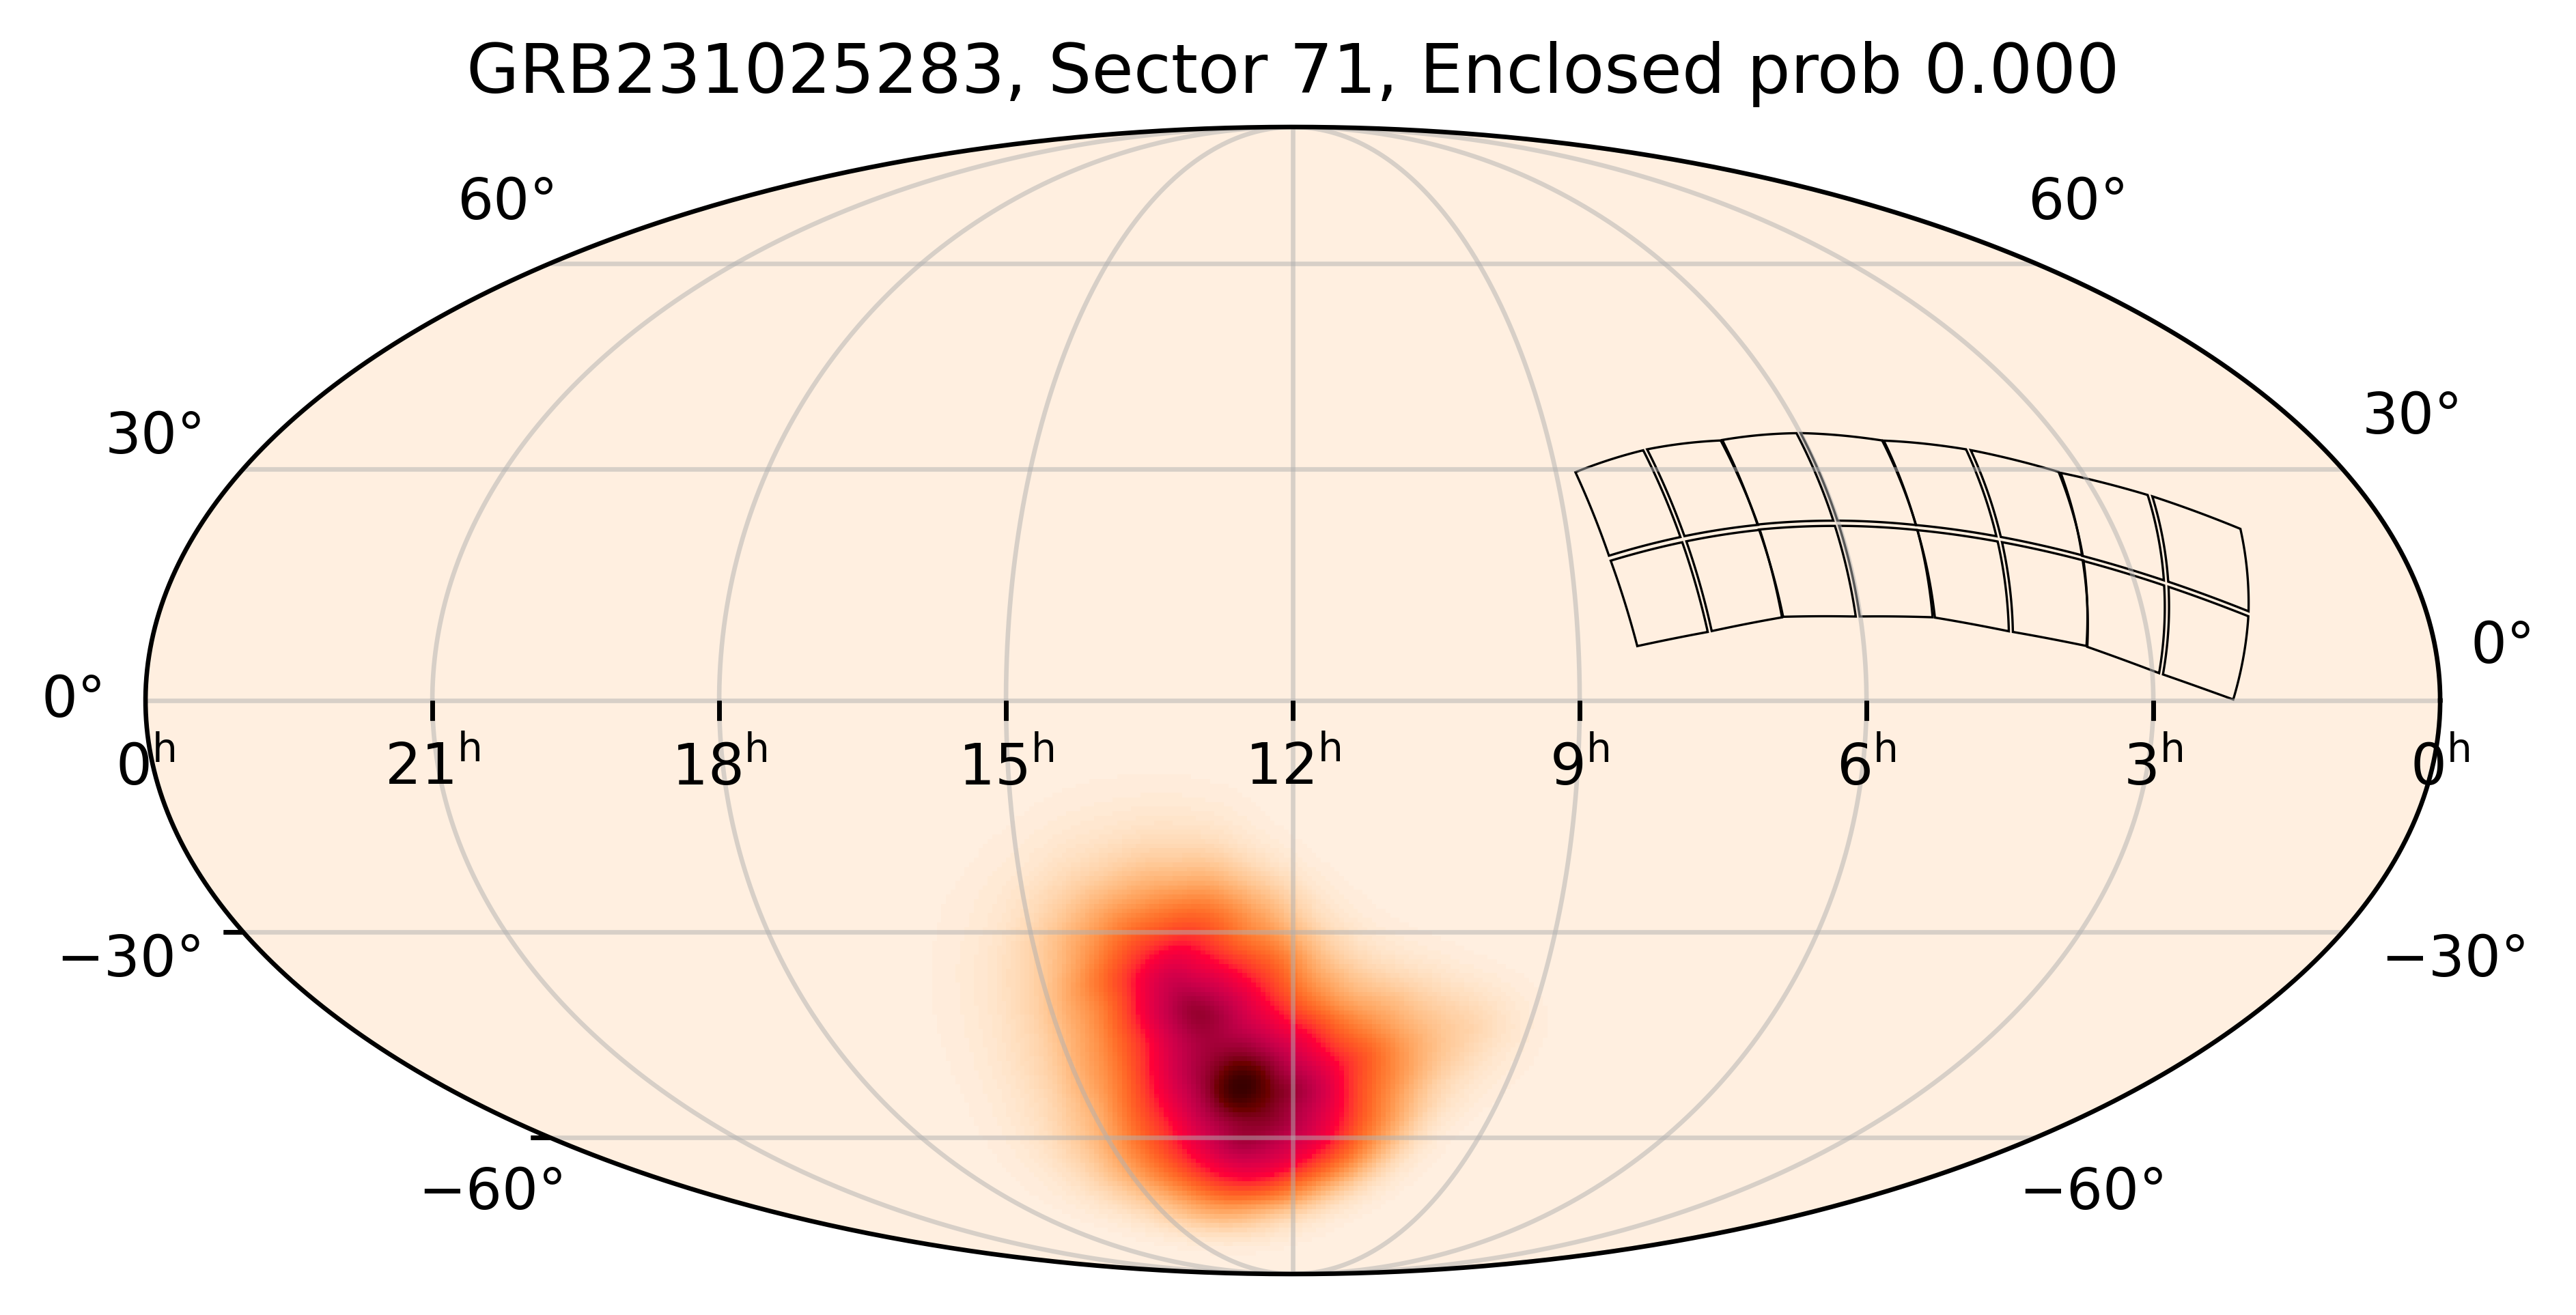 GRB231025283, Sector 71, Enclosed prob 0.000
60° 60°
30° 30°
0° 0°
0ʰ 21ʰ 18ʰ 15ʰ 12ʰ 9ʰ 6ʰ 3ʰ 0ʰ
−30° −30°
−60° −60°